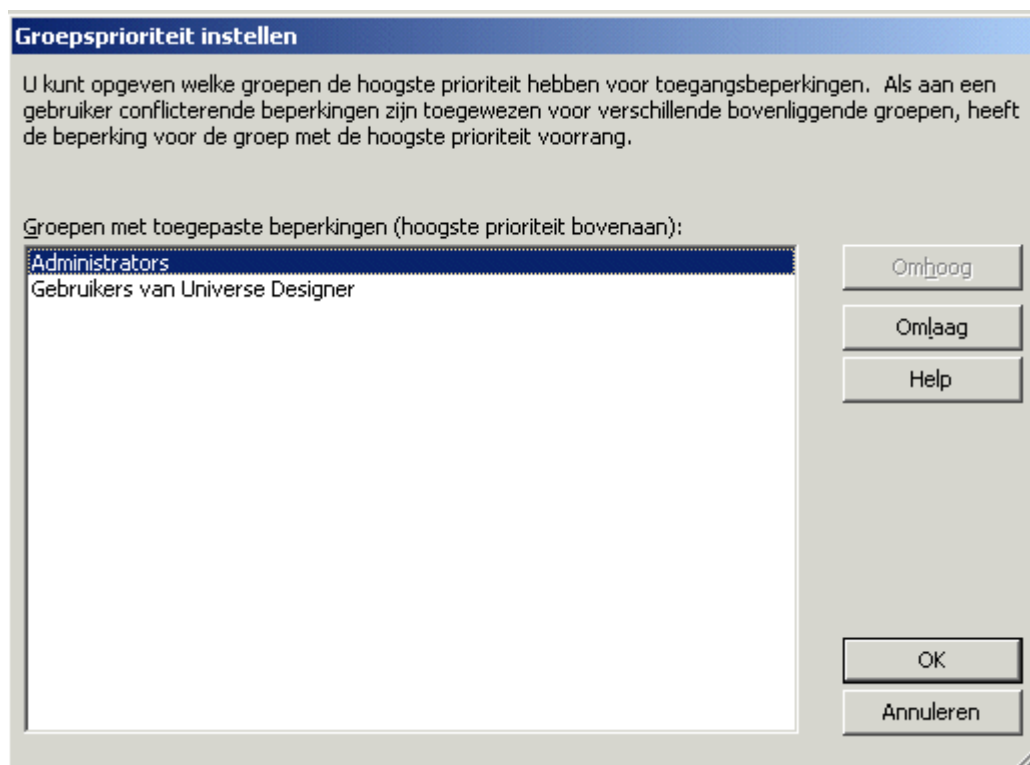 Groepsprioriteit instellen
U kunt opgeven welke groepen de hoogste prioriteit hebben voor toegangsbeperkingen. Als aan een
gebruiker conflicterende beperkingen zijn toegewezen voor verschillende bovenliggende groepen, heeft
de beperking voor de groep met de hoogste prioriteit voorrang.
Groepen met toegepaste beperkingen (hoogste prioriteit bovenaan):
Administrators
Gebruikers van Universe Designer
Omhoog
Omlaag
Help
OK
Annuleren